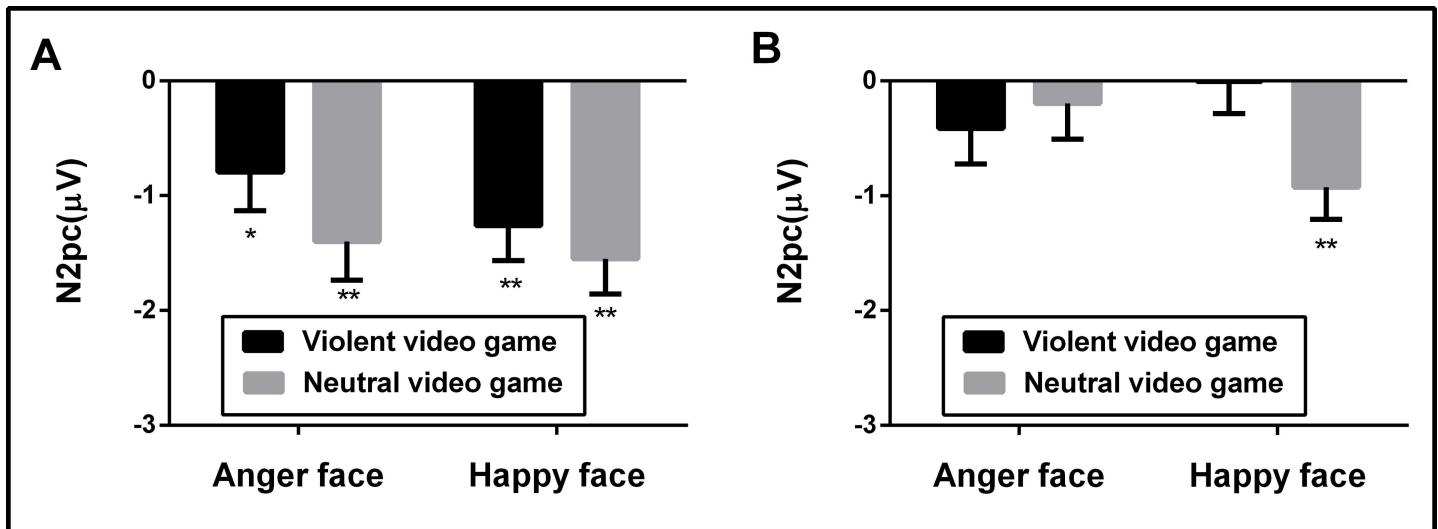 A
N2pc(μV)
0
-1
-2
-3
*
**
**
**
Violent video game
Neutral video game
Anger face
Happy face
B
N2pc(μV)
0
-1
-2
-3
**
Violent video game
Neutral video game
Anger face
Happy face